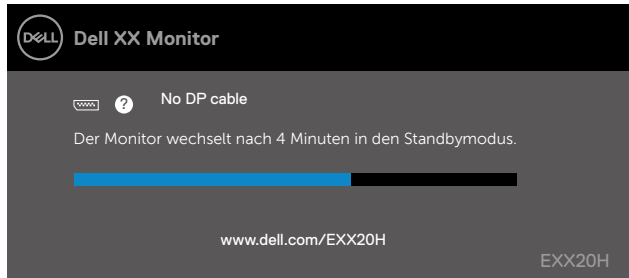 DELL Dell XX Monitor
? No DP cable
Der Monitor wechselt nach 4 Minuten in den Standbymodus.
www.dell.com/EXX20H
EXX20H